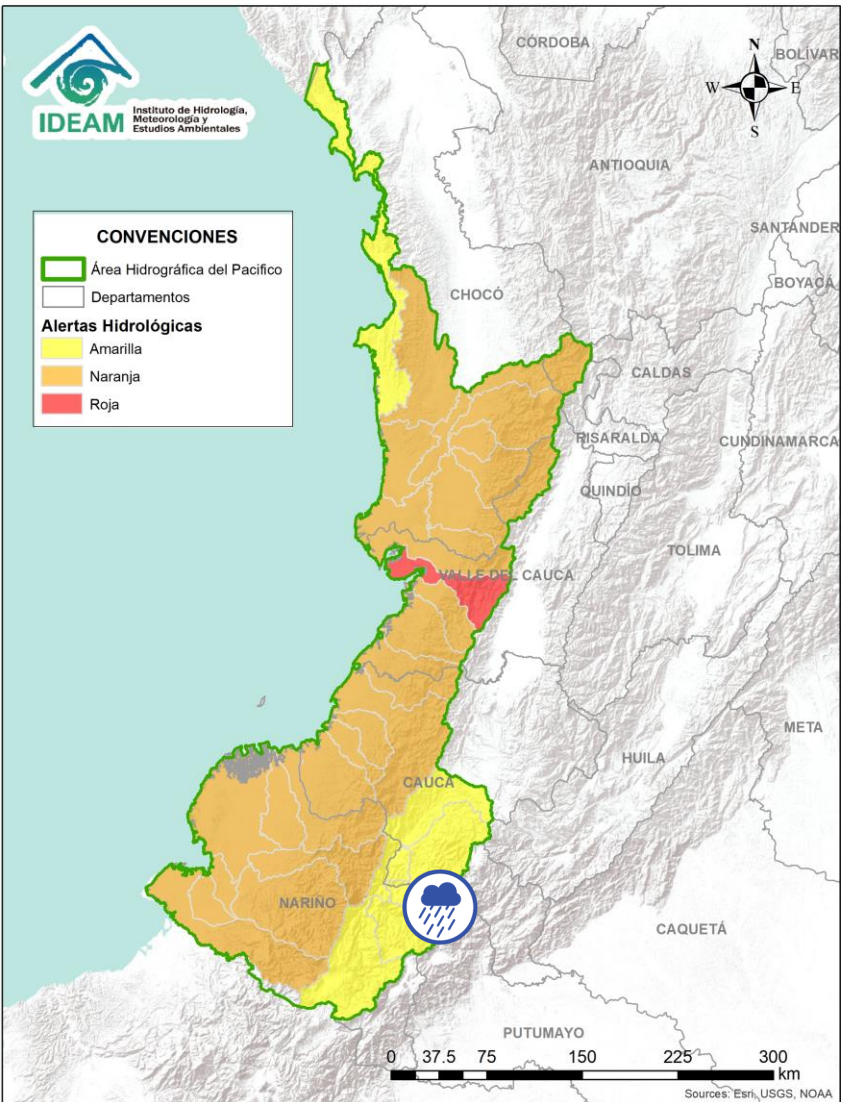 IDEAM
Instituto de Hidrología,
Meteorología y
Estudios Ambientales
CÓRDOBA
BOLÍVAR
N
W
E
S
ANTIOQUIA
SANTANDER
BOYACÁ
CHOCÓ
CONVENCIONES
Área Hidrográfica del Pacifico
Departamentos
Alertas Hidrológicas
Amarilla
Naranja
Roja
CALDAS
RISARALDA
CUNDINAMARCA
QUINDÍO
TOLIMA
VALLE DEL CAUCA
META
HUILA
CAUCA
NARIÑO
CAQUETÁ
PUTUMAYO
0 37.5 75 150 225 300
km
Sources: Esri, USGS, NOAA